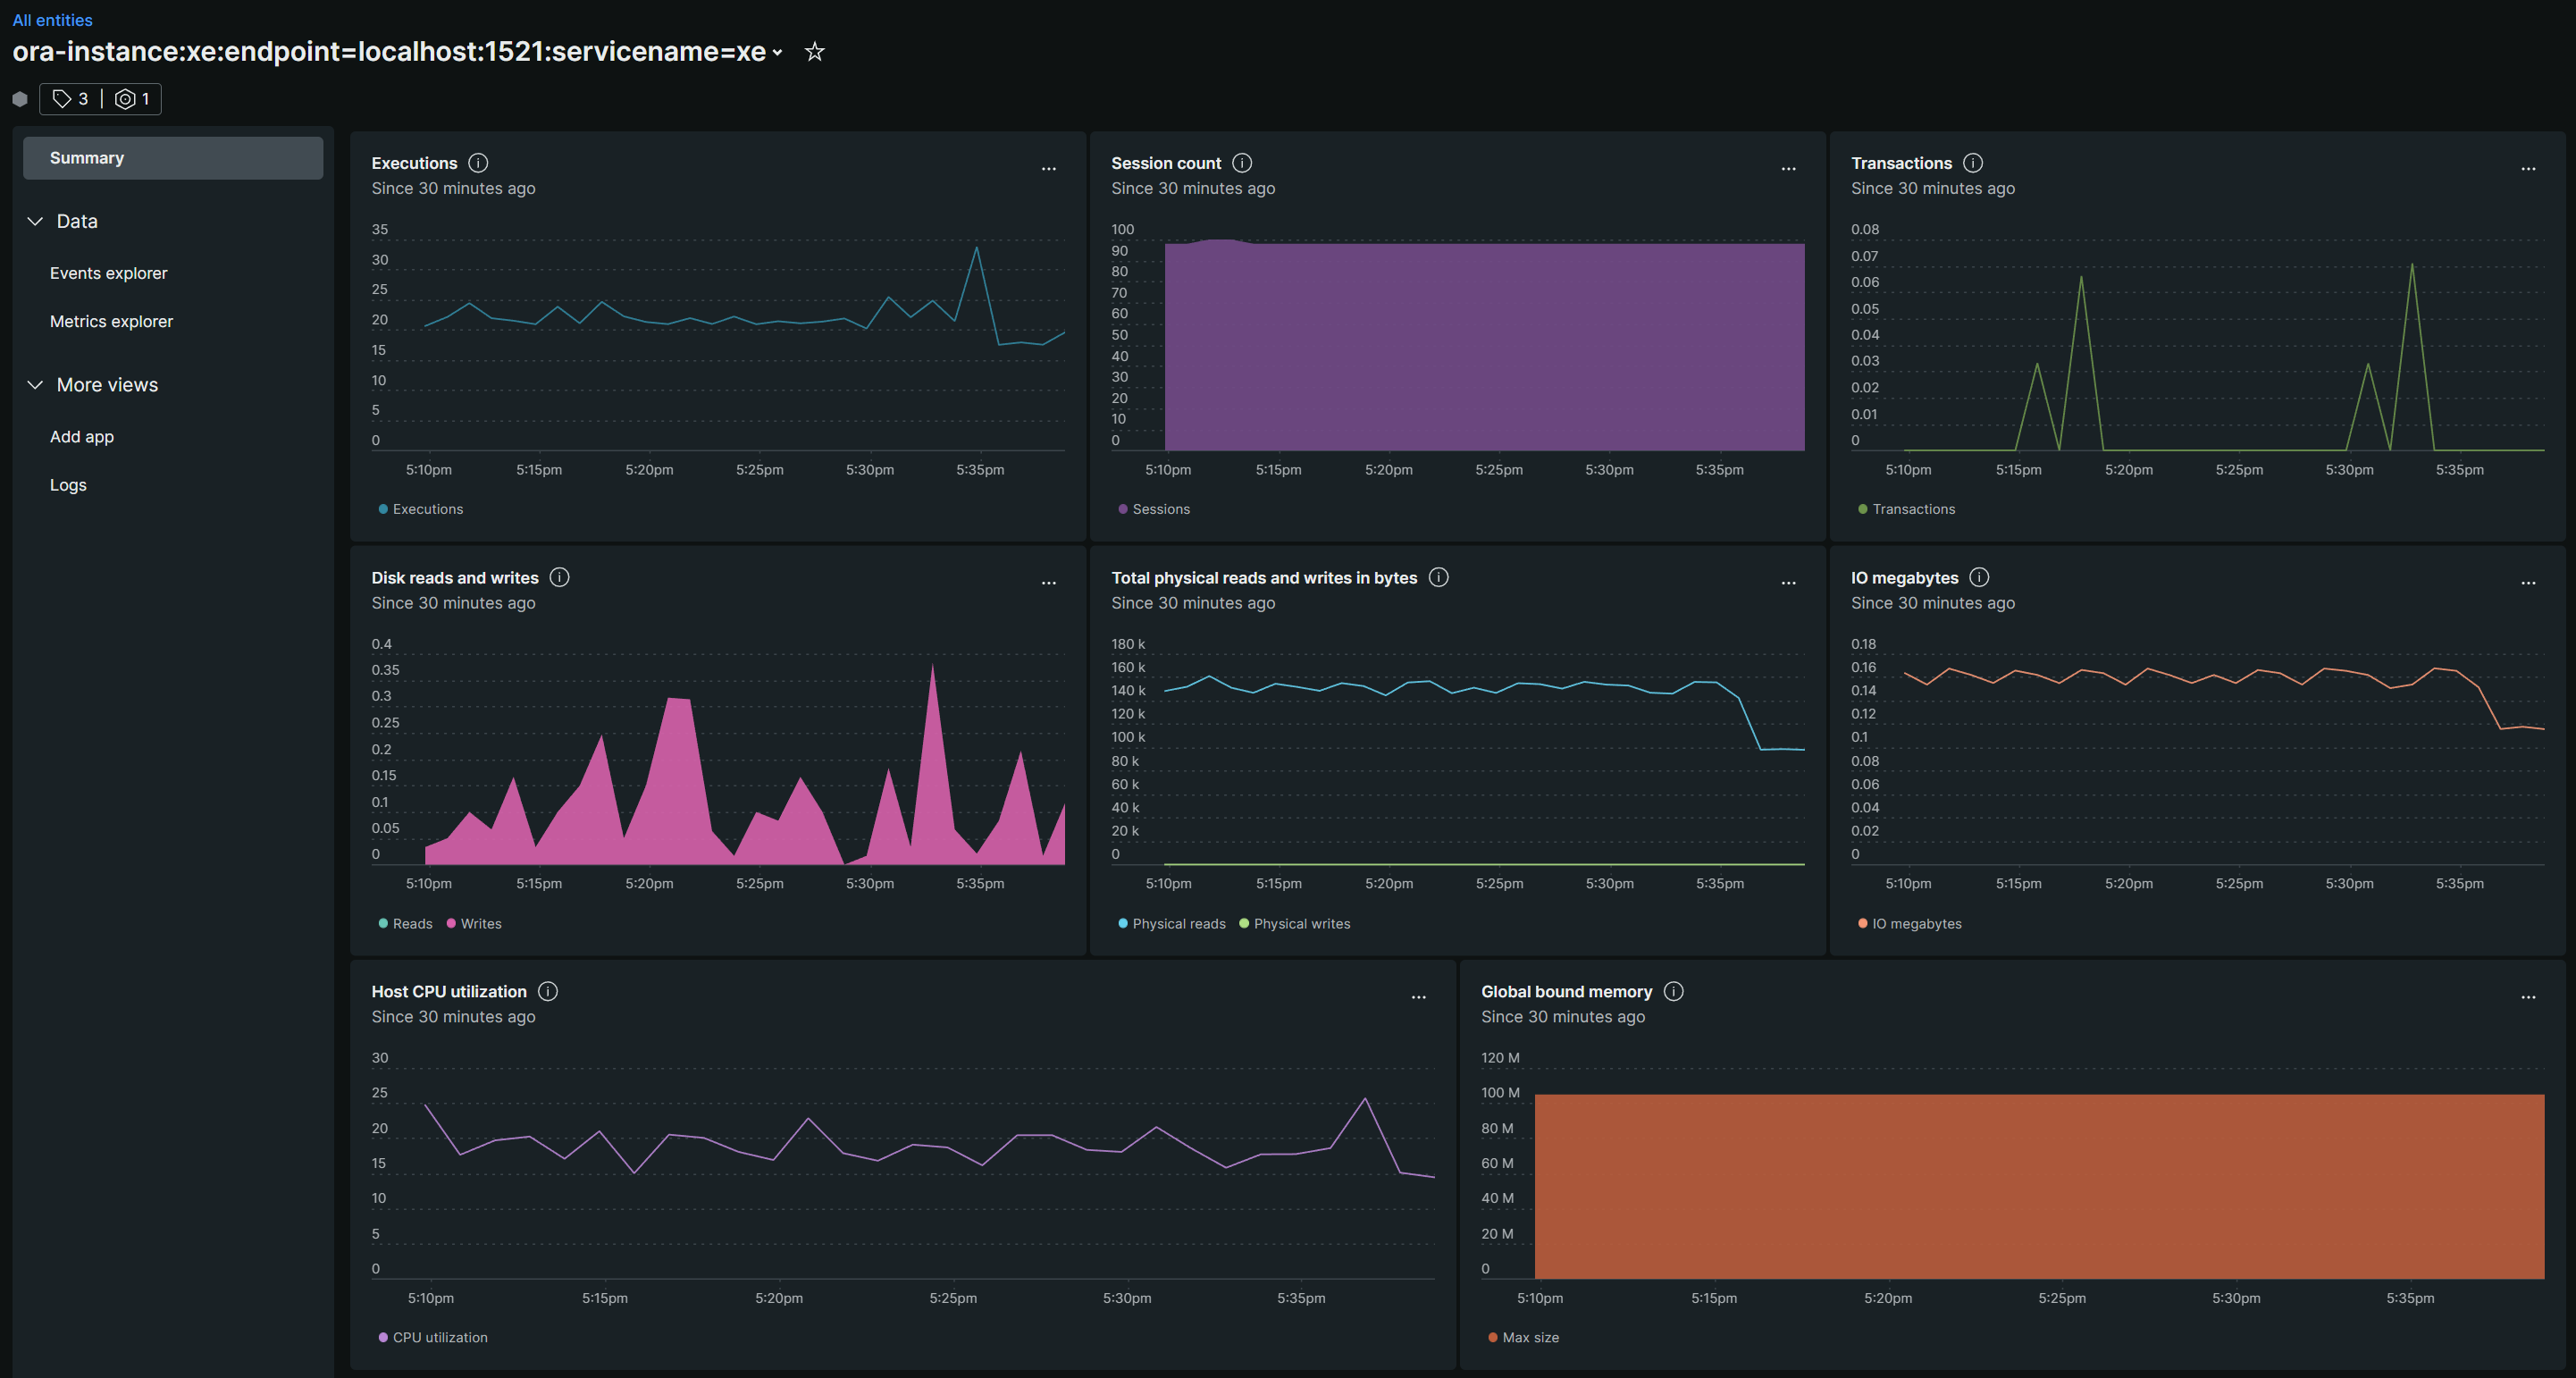 All entities
ora-instance:xe:endpoint=localhost:1521:servicename=xe
3 | 1
Summary
Data
Events explorer
Metrics explorer
More views
Add app
Logs
Executions
Since 30 minutes ago
35
30
25
20
15
10
5
0
5:10pm 5:15pm 5:20pm 5:25pm 5:30pm 5:35pm
Executions
Session count
Since 30 minutes ago
100
90
80
70
60
50
40
30
20
10
0
5:10pm 5:15pm 5:20pm 5:25pm 5:30pm 5:35pm
Sessions
Transactions
Since 30 minutes ago
0.08
0.07
0.06
0.05
0.04
0.03
0.02
0.01
0
5:10pm 5:15pm 5:20pm 5:25pm 5:30pm 5:35pm
Transactions
Disk reads and writes
Since 30 minutes ago
0.4
0.35
0.3
0.25
0.2
0.15
0.1
0.05
0
5:10pm 5:15pm 5:20pm 5:25pm 5:30pm 5:35pm
Reads Writes
Total physical reads and writes in bytes
Since 30 minutes ago
180 k
160 k
140 k
120 k
100 k
80 k
60 k
40 k
20 k
0
5:10pm 5:15pm 5:20pm 5:25pm 5:30pm 5:35pm
Physical reads Physical writes
IO megabytes
Since 30 minutes ago
0.18
0.16
0.14
0.12
0.1
0.08
0.06
0.04
0.02
0
5:10pm 5:15pm 5:20pm 5:25pm 5:30pm 5:35pm
IO megabytes
Host CPU utilization
Since 30 minutes ago
30
25
20
15
10
5
0
5:10pm 5:15pm 5:20pm 5:25pm 5:30pm 5:35pm
CPU utilization
Global bound memory
Since 30 minutes ago
120 M
100 M
80 M
60 M
40 M
20 M
0
5:10pm 5:15pm 5:20pm 5:25pm 5:30pm 5:35pm
Max size